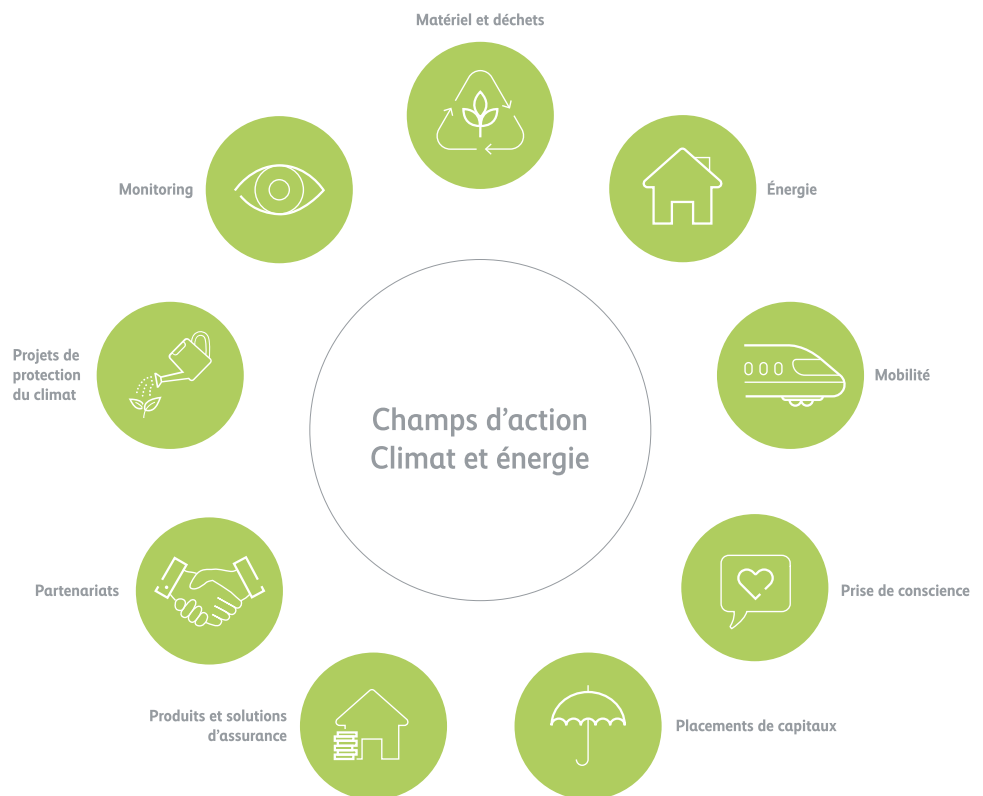 Matériel et déchets
Monitoring
Énergie
Projets de
protection
du climat
Mobilité
Champs d’action
Climat et énergie
Partenariats
Prise de conscience
Produits et solutions
d’assurance
Placements de capitaux